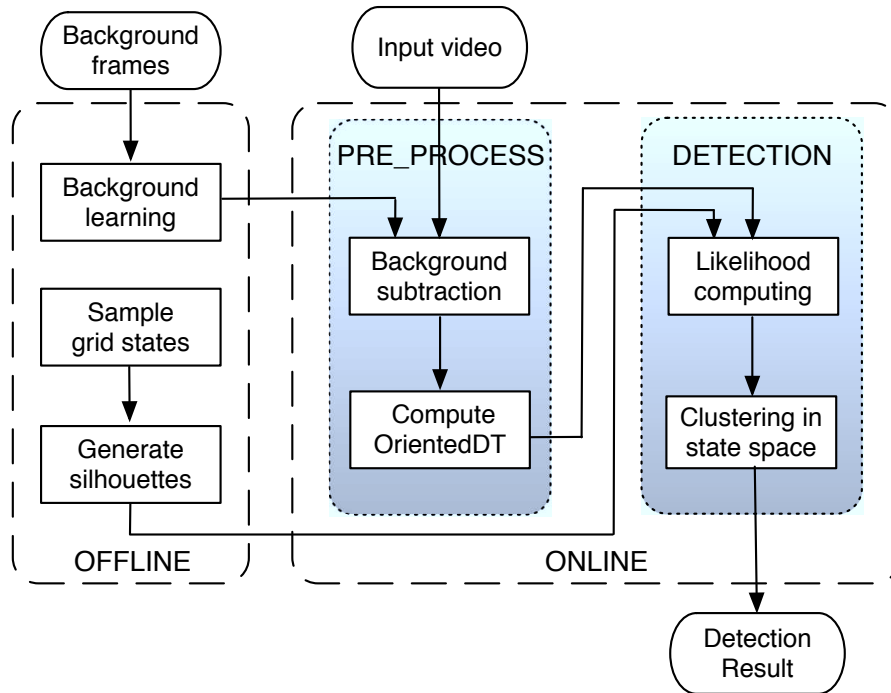 Background
frames
Input video
PRE_PROCESS
DETECTION
Background
learning
Background
subtraction
Likelihood
computing
Sample
grid states
Compute
OrientedDT
Clustering in
state space
Generate
silhouettes
OFFLINE
ONLINE
Detection
Result